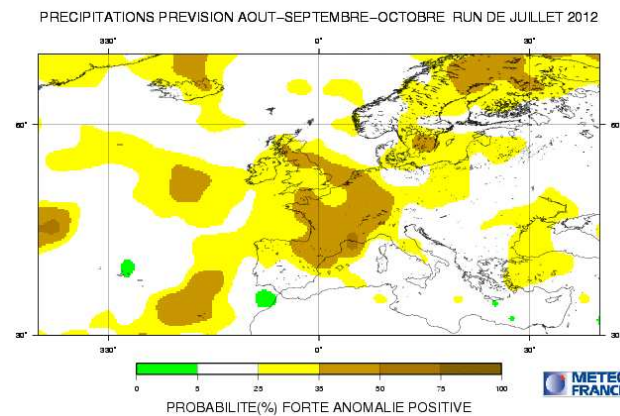 PRECIPITATIONS PREVISION AOUT–SEPTEMBRE–OCTOBRE RUN DE JUILLET 2012
60°
60°
30°
30°
330°
0°
30°
330°
0°
30°
0 5 25 35 50 75 100
METEO FRANCE
PROBABILITE(%) FORTE ANOMALIE POSITIVE